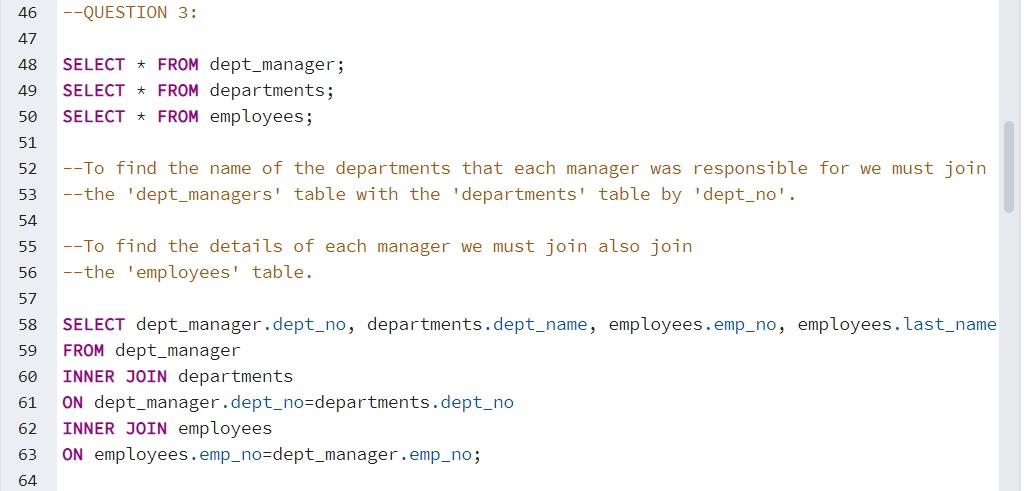 46 --QUESTION 3:
47
48 SELECT * FROM dept_manager;
49 SELECT * FROM departments;
50 SELECT * FROM employees;
51
52 --To find the name of the departments that each manager was responsible for we must join
53 --the 'dept_managers' table with the 'departments' table by 'dept_no'.
54
55 --To find the details of each manager we must join also join
56 --the 'employees' table.
57
58 SELECT dept_manager.dept_no, departments.dept_name, employees.emp_no, employees.last_name
59 FROM dept_manager
60 INNER JOIN departments
61 ON dept_manager.dept_no=departments.dept_no
62 INNER JOIN employees
63 ON employees.emp_no=dept_manager.emp_no;
64